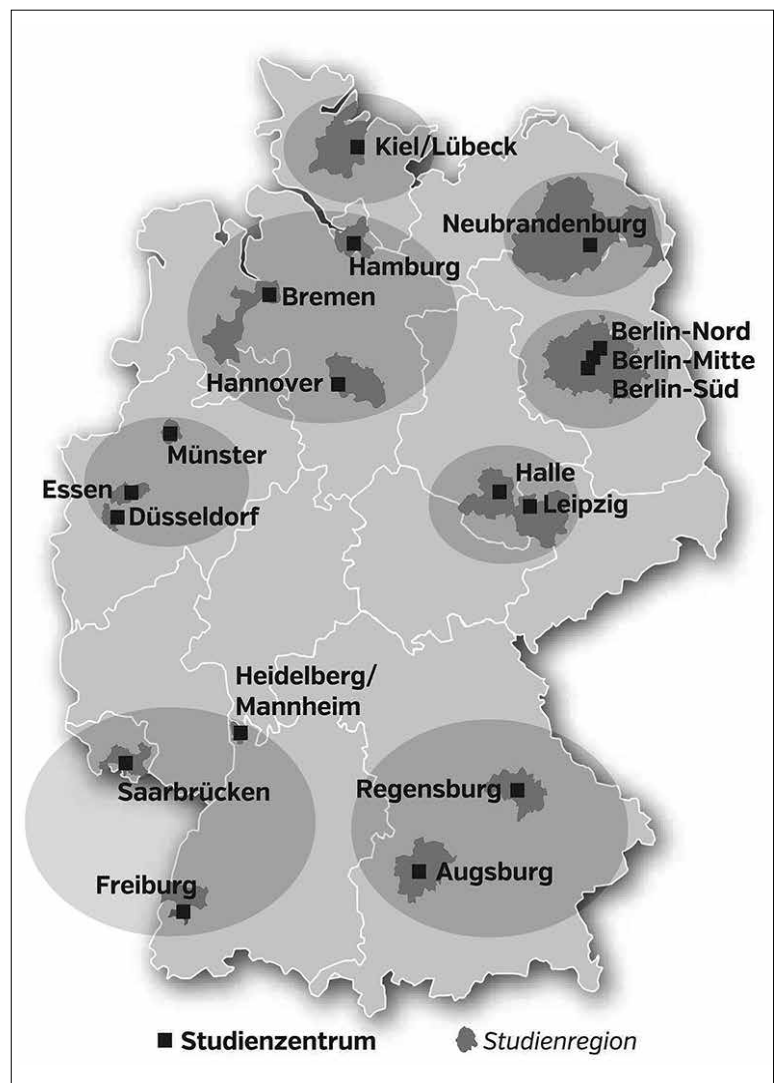 Kiel/Lübeck
Neubrandenburg
Hamburg
Bremen
Berlin-Nord
Berlin-Mitte
Berlin-Süd
Hannover
Münster
Essen
Düsseldorf
Halle
Leipzig
Heidelberg/
Mannheim
Saarbrücken
Regensburg
Augsburg
Freiburg
Studienzentrum
Studienregion